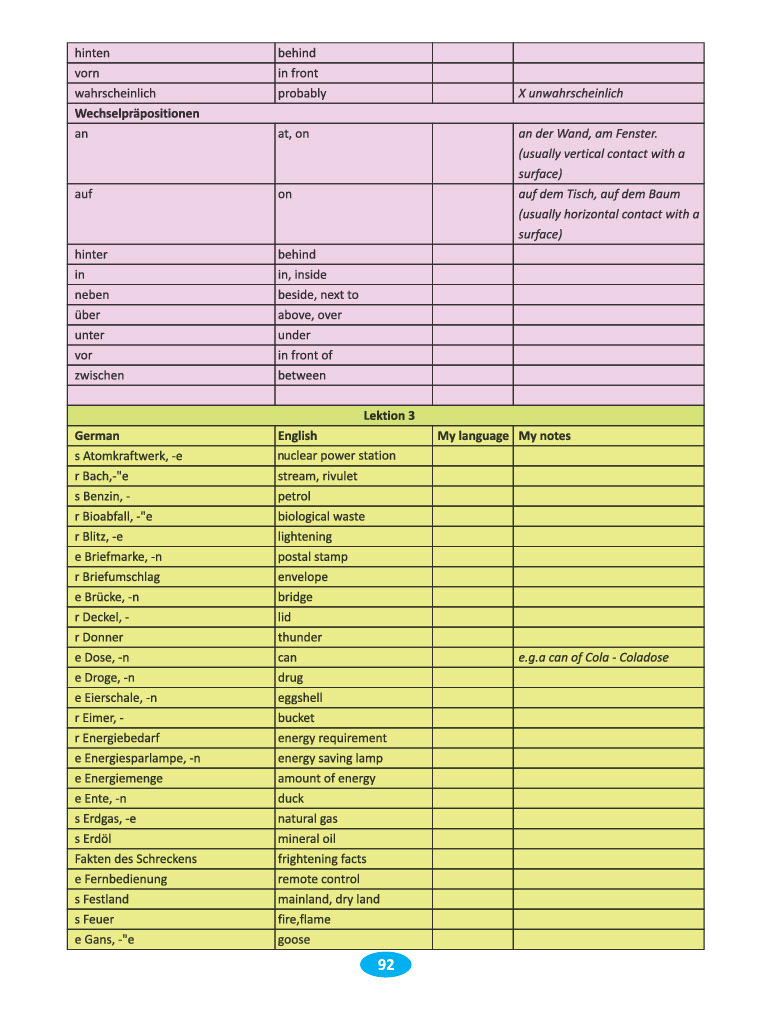 hinten behind
vorn in front
wahrscheinlich probably X unwahrscheinlich
Wechselpräpositionen
an at, on an der Wand, am Fenster.
(usually vertical contact with a
surface)
auf on auf dem Tisch, auf dem Baum
(usually horizontal contact with a
surface)
hinter behind
in in, inside
neben beside, next to
über above, over
unter under
vor in front of
zwischen between
Lektion 3
German English My language My notes
s Atomkraftwerk, -e nuclear power station
r Bach,-"e stream, rivulet
s Benzin, - petrol
r Bioabfall, -"e biological waste
r Blitz, -e lightening
e Briefmarke, -n postal stamp
r Briefumschlag envelope
e Brücke, -n bridge
r Deckel, - lid
r Donner thunder
e Dose, -n can e.g.a can of Cola - Coladose
e Droge, -n drug
e Eierschale, -n eggshell
r Eimer, - bucket
r Energiebedarf energy requirement
e Energiesparlampe, -n energy saving lamp
e Energiemenge amount of energy
e Ente, -n duck
s Erdgas, -e natural gas
s Erdöl mineral oil
Fakten des Schreckens frightening facts
e Fernbedienung remote control
s Festland mainland, dry land
s Feuer fire,flame
e Gans, -"e goose
92